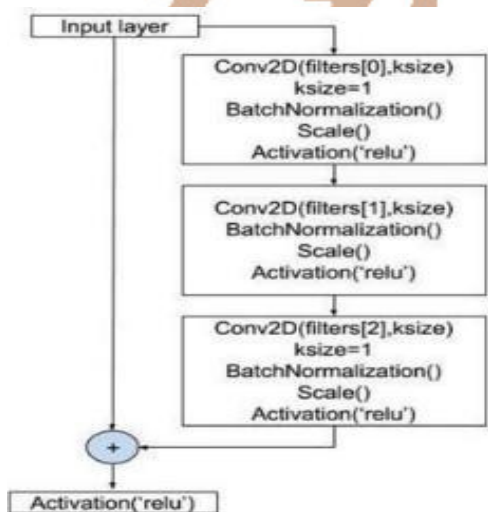 Input layer
Conv2D(filters[0],ksize)
ksize=1
BatchNormalization()
Scale()
Activation('relu')
Conv2D(filters[1],ksize)
BatchNormalization()
Scale()
Activation('relu')
Conv2D(filters[2],ksize)
ksize=1
BatchNormalization()
Scale()
Activation('relu')
+
Activation('relu')